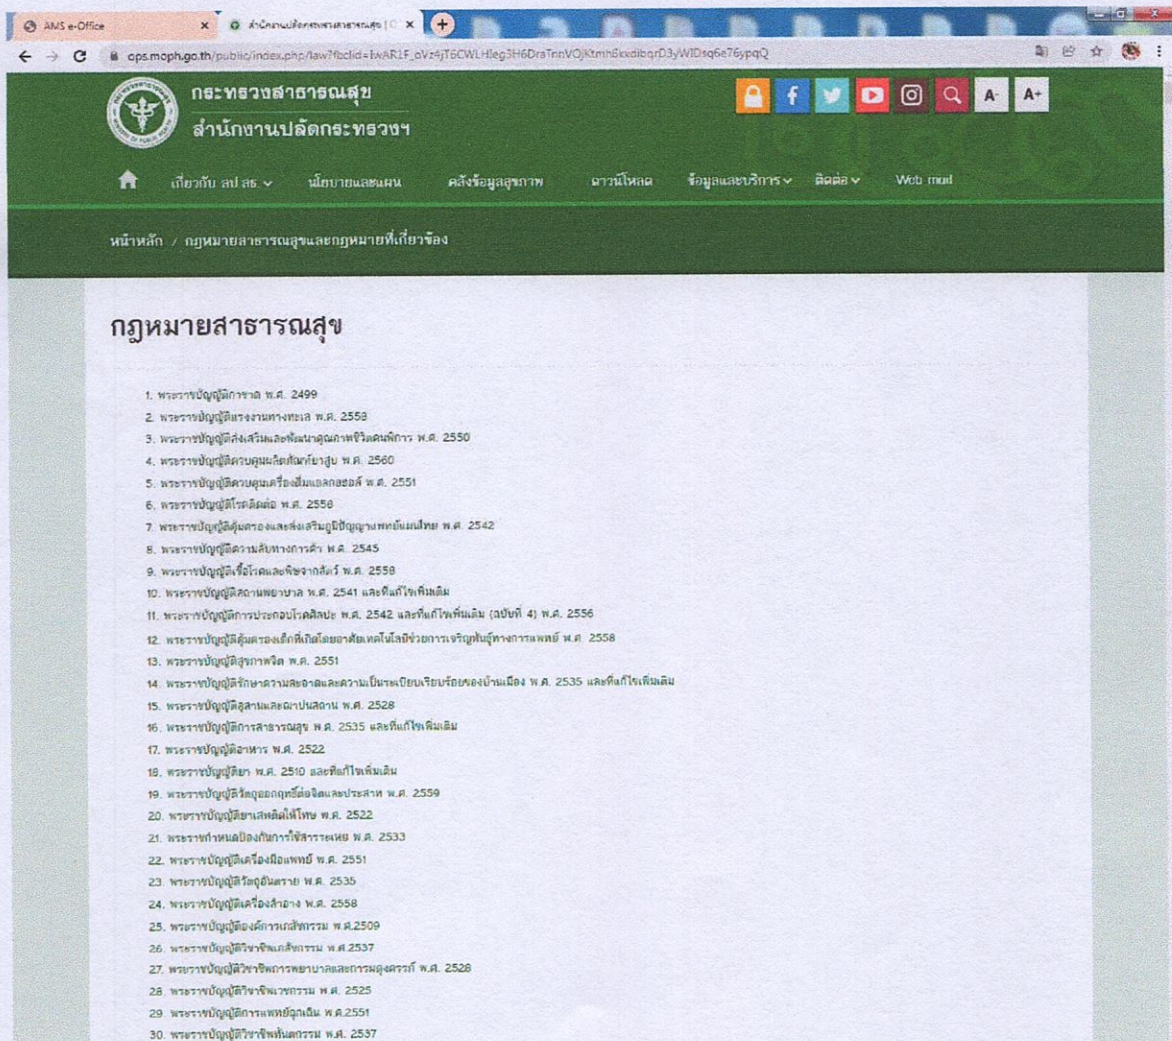 AMS e-Office
สำนักงานปลัดกระทรวงสาธารณสุข
ops.moph.go.th/public/index.php/law?fbclid=
กระทรวงสาธารณสุข
สำนักงานปลัดกระทรวงฯ
A- A+
เกี่ยวกับ สป.สธ. นโยบายและแผน คลังข้อมูลสุขภาพ ดาวน์โหลด ข้อมูลและบริการ ติดต่อ Web mail
หน้าหลัก / กฎหมายสาธารณสุขและกฎหมายที่เกี่ยวข้อง
กฎหมายสาธารณสุข
1. พระราชบัญญัติกาชาด พ.ศ. 2499
2. พระราชบัญญัติแรงงานทางทะเล พ.ศ. 2558
3. พระราชบัญญัติส่งเสริมและพัฒนาคุณภาพชีวิตคนพิการ พ.ศ. 2550
4. พระราชบัญญัติควบคุมผลิตภัณฑ์ยาสูบ พ.ศ. 2560
5. พระราชบัญญัติควบคุมเครื่องดื่มแอลกอฮอล์ พ.ศ. 2551
6. พระราชบัญญัติโรคติดต่อ พ.ศ. 2558
7. พระราชบัญญัติคุ้มครองและส่งเสริมภูมิปัญญาแพทย์แผนไทย พ.ศ. 2542
8. พระราชบัญญัติความลับทางการค้า พ.ศ. 2545
9. พระราชบัญญัติเชื้อโรคและพิษจากสัตว์ พ.ศ. 2558
10. พระราชบัญญัติสถานพยาบาล พ.ศ. 2541 และที่แก้ไขเพิ่มเติม
11. พระราชบัญญัติการประกอบโรคศิลปะ พ.ศ. 2542 และที่แก้ไขเพิ่มเติม (ฉบับที่ 4) พ.ศ. 2556
12. พระราชบัญญัติคุ้มครองเด็กที่เกิดโดยอาศัยเทคโนโลยีช่วยการเจริญพันธุ์ทางการแพทย์ พ.ศ. 2558
13. พระราชบัญญัติสุขภาพจิต พ.ศ. 2551
14. พระราชบัญญัติรักษาความสะอาดและความเป็นระเบียบเรียบร้อยของบ้านเมือง พ.ศ. 2535 และที่แก้ไขเพิ่มเติม
15. พระราชบัญญัติสุสานและฌาปนสถาน พ.ศ. 2528
16. พระราชบัญญัติการสาธารณสุข พ.ศ. 2535 และที่แก้ไขเพิ่มเติม
17. พระราชบัญญัติอาหาร พ.ศ. 2522
18. พระราชบัญญัติยา พ.ศ. 2510 และที่แก้ไขเพิ่มเติม
19. พระราชบัญญัติวัตถุออกฤทธิ์ต่อจิตและประสาท พ.ศ. 2559
20. พระราชบัญญัติยาเสพติดให้โทษ พ.ศ. 2522
21. พระราชกำหนดป้องกันการใช้สารระเหย พ.ศ. 2533
22. พระราชบัญญัติเครื่องมือแพทย์ พ.ศ. 2551
23. พระราชบัญญัติวัตถุอันตราย พ.ศ. 2535
24. พระราชบัญญัติเครื่องสำอาง พ.ศ. 2558
25. พระราชบัญญัติองค์การเภสัชกรรม พ.ศ.2509
26. พระราชบัญญัติวิชาชีพเภสัชกรรม พ.ศ.2537
27. พระราชบัญญัติวิชาชีพการพยาบาลและการผดุงครรภ์ พ.ศ. 2528
28. พระราชบัญญัติวิชาชีพเวชกรรม พ.ศ. 2525
29. พระราชบัญญัติการแพทย์ฉุกเฉิน พ.ศ.2551
30. พระราชบัญญัติวิชาชีพทันตกรรม พ.ศ. 2537